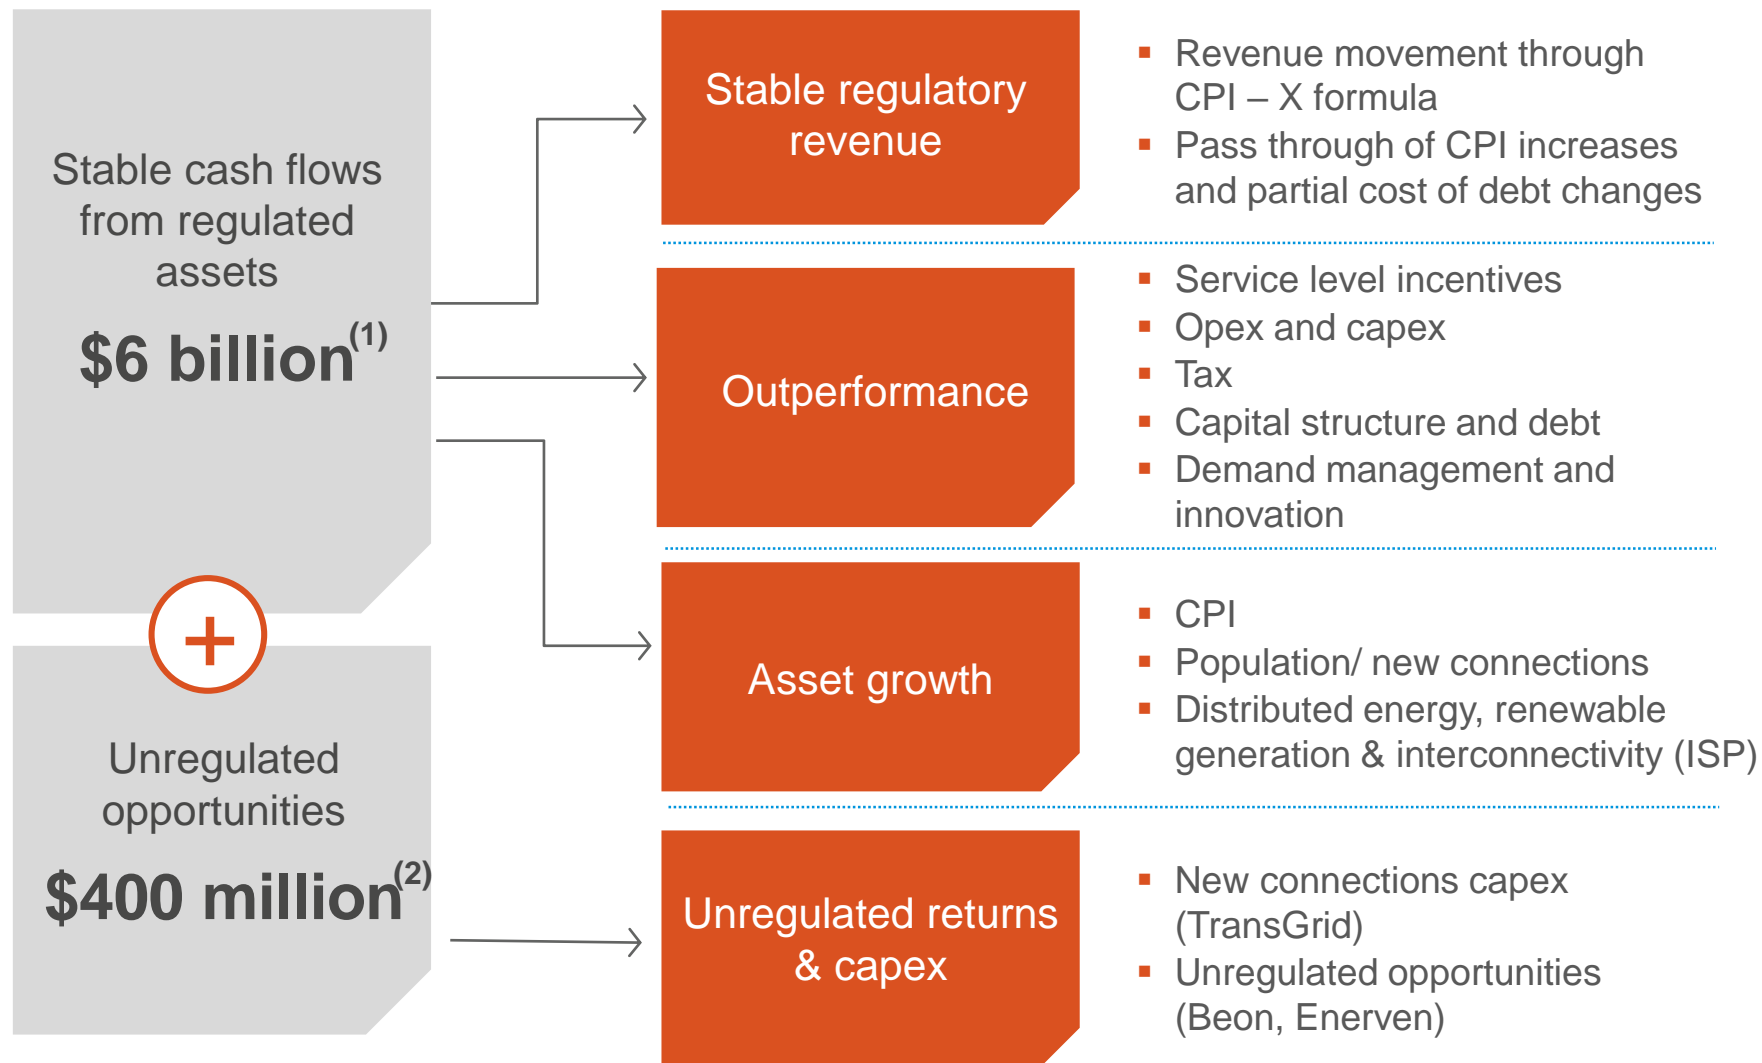 Stable cash flows
from regulated
assets
$6 billion(1)
+
Unregulated
opportunities
$400 million(2)
Stable regulatory
revenue
▪ Revenue movement through
CPI – X formula
▪ Pass through of CPI increases
and partial cost of debt changes
Outperformance
▪ Service level incentives
▪ Opex and capex
▪ Tax
▪ Capital structure and debt
▪ Demand management and
innovation
Asset growth
▪ CPI
▪ Population/ new connections
▪ Distributed energy, renewable
generation & interconnectivity (ISP)
Unregulated returns
& capex
▪ New connections capex
(TransGrid)
▪ Unregulated opportunities
(Beon, Enerven)